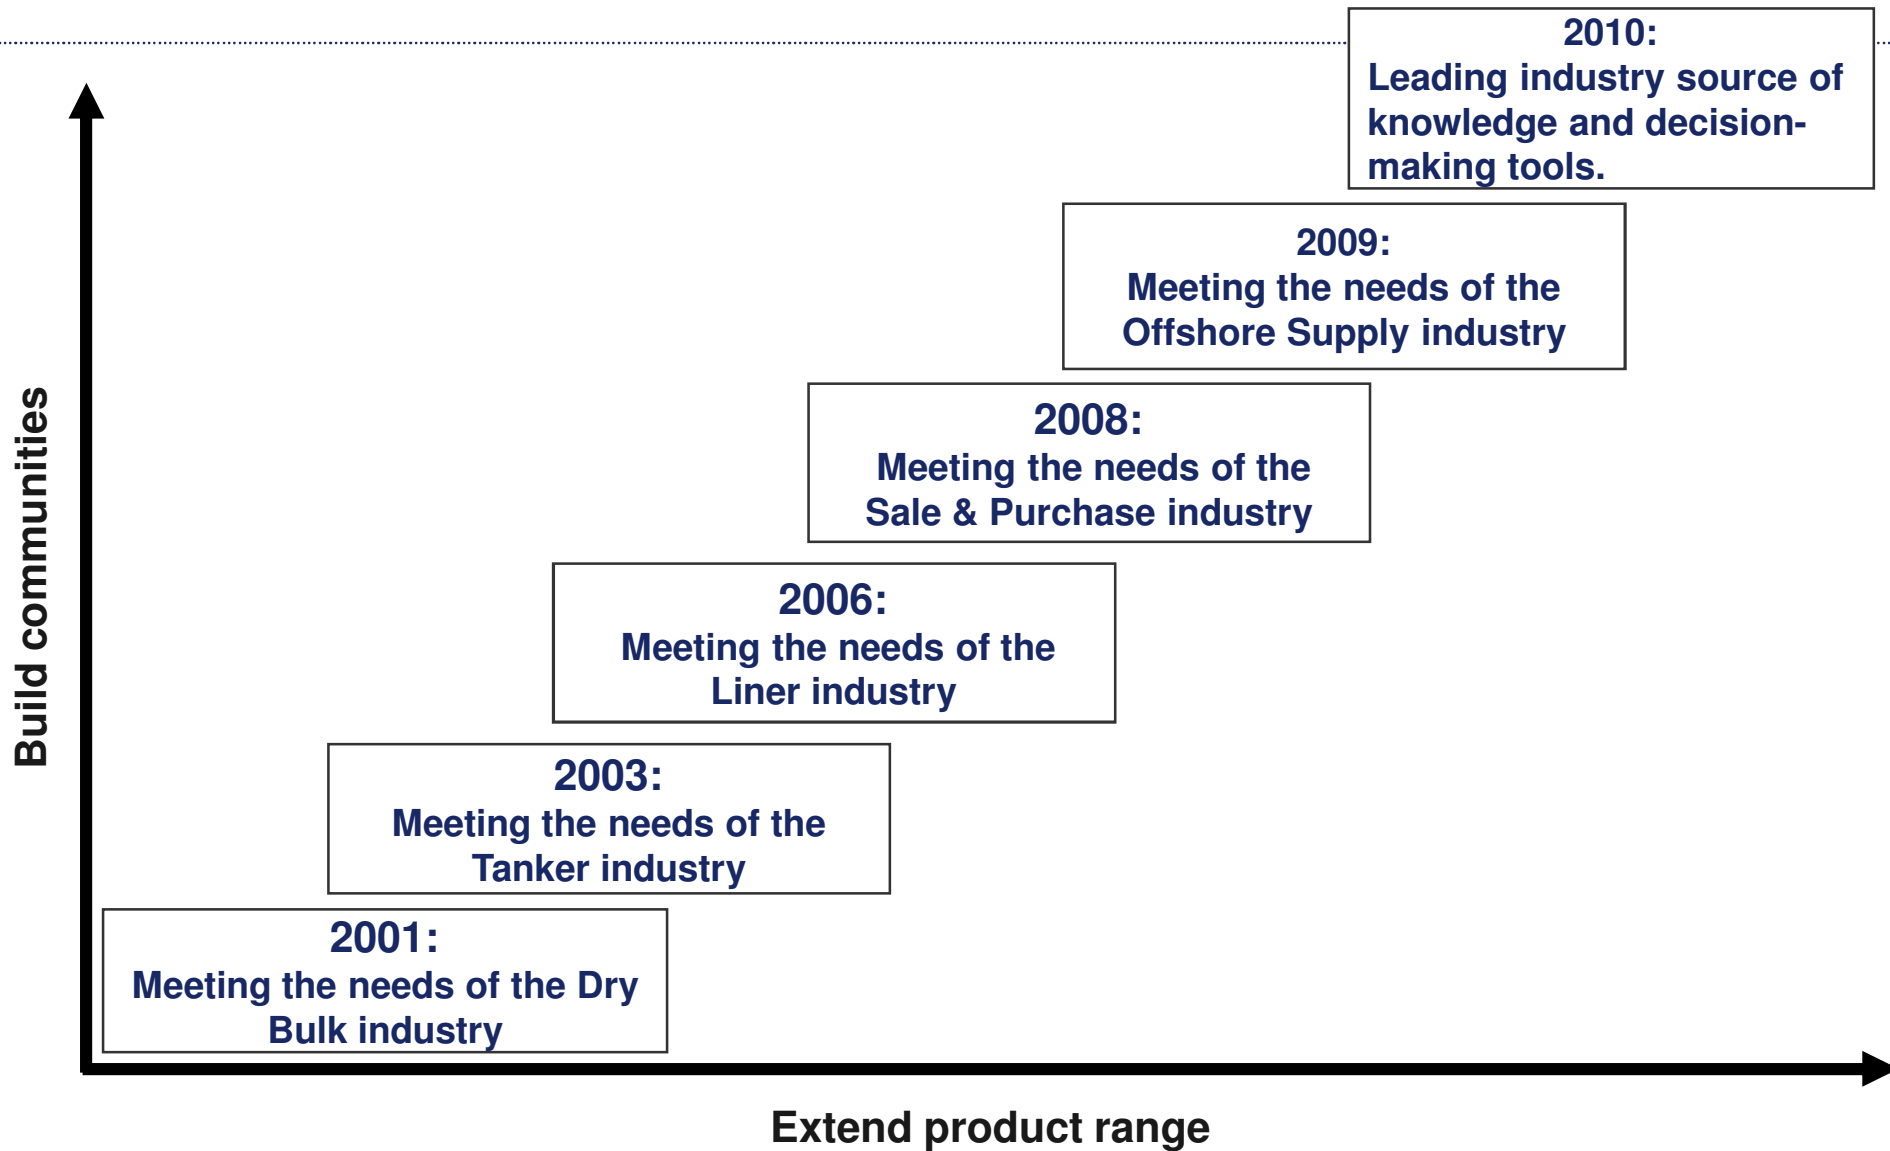 2010:
Leading industry source of
knowledge and decision-
making tools.
2009:
Meeting the needs of the
Offshore Supply industry
2008:
Meeting the needs of the
Sale & Purchase industry
2006:
Meeting the needs of the
Liner industry
2003:
Meeting the needs of the
Tanker industry
2001:
Meeting the needs of the Dry
Bulk industry
Build communities
Extend product range